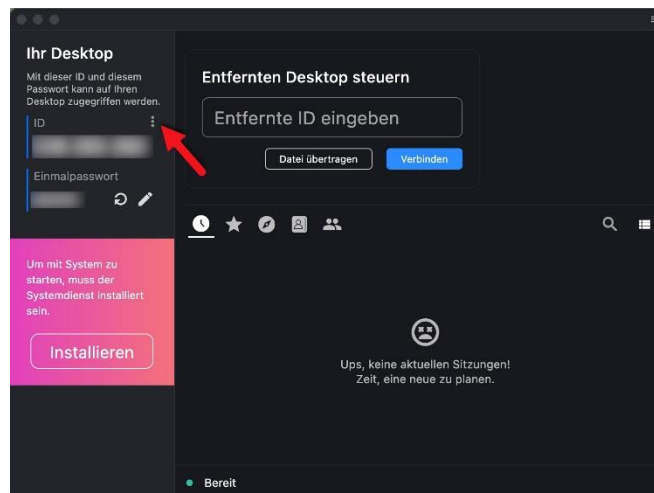 Ihr Desktop
Mit dieser ID und diesem
Passwort kann auf Ihren
Desktop zugegriffen werden.
ID
Einmalpasswort
Um mit System zu
starten, muss der
Systemdienst installiert
sein.
Installieren
Entfernten Desktop steuern
Entfernte ID eingeben
Datei übertragen
Verbinden
Ups, keine aktuellen Sitzungen!
Zeit, eine neue zu planen.
Bereit